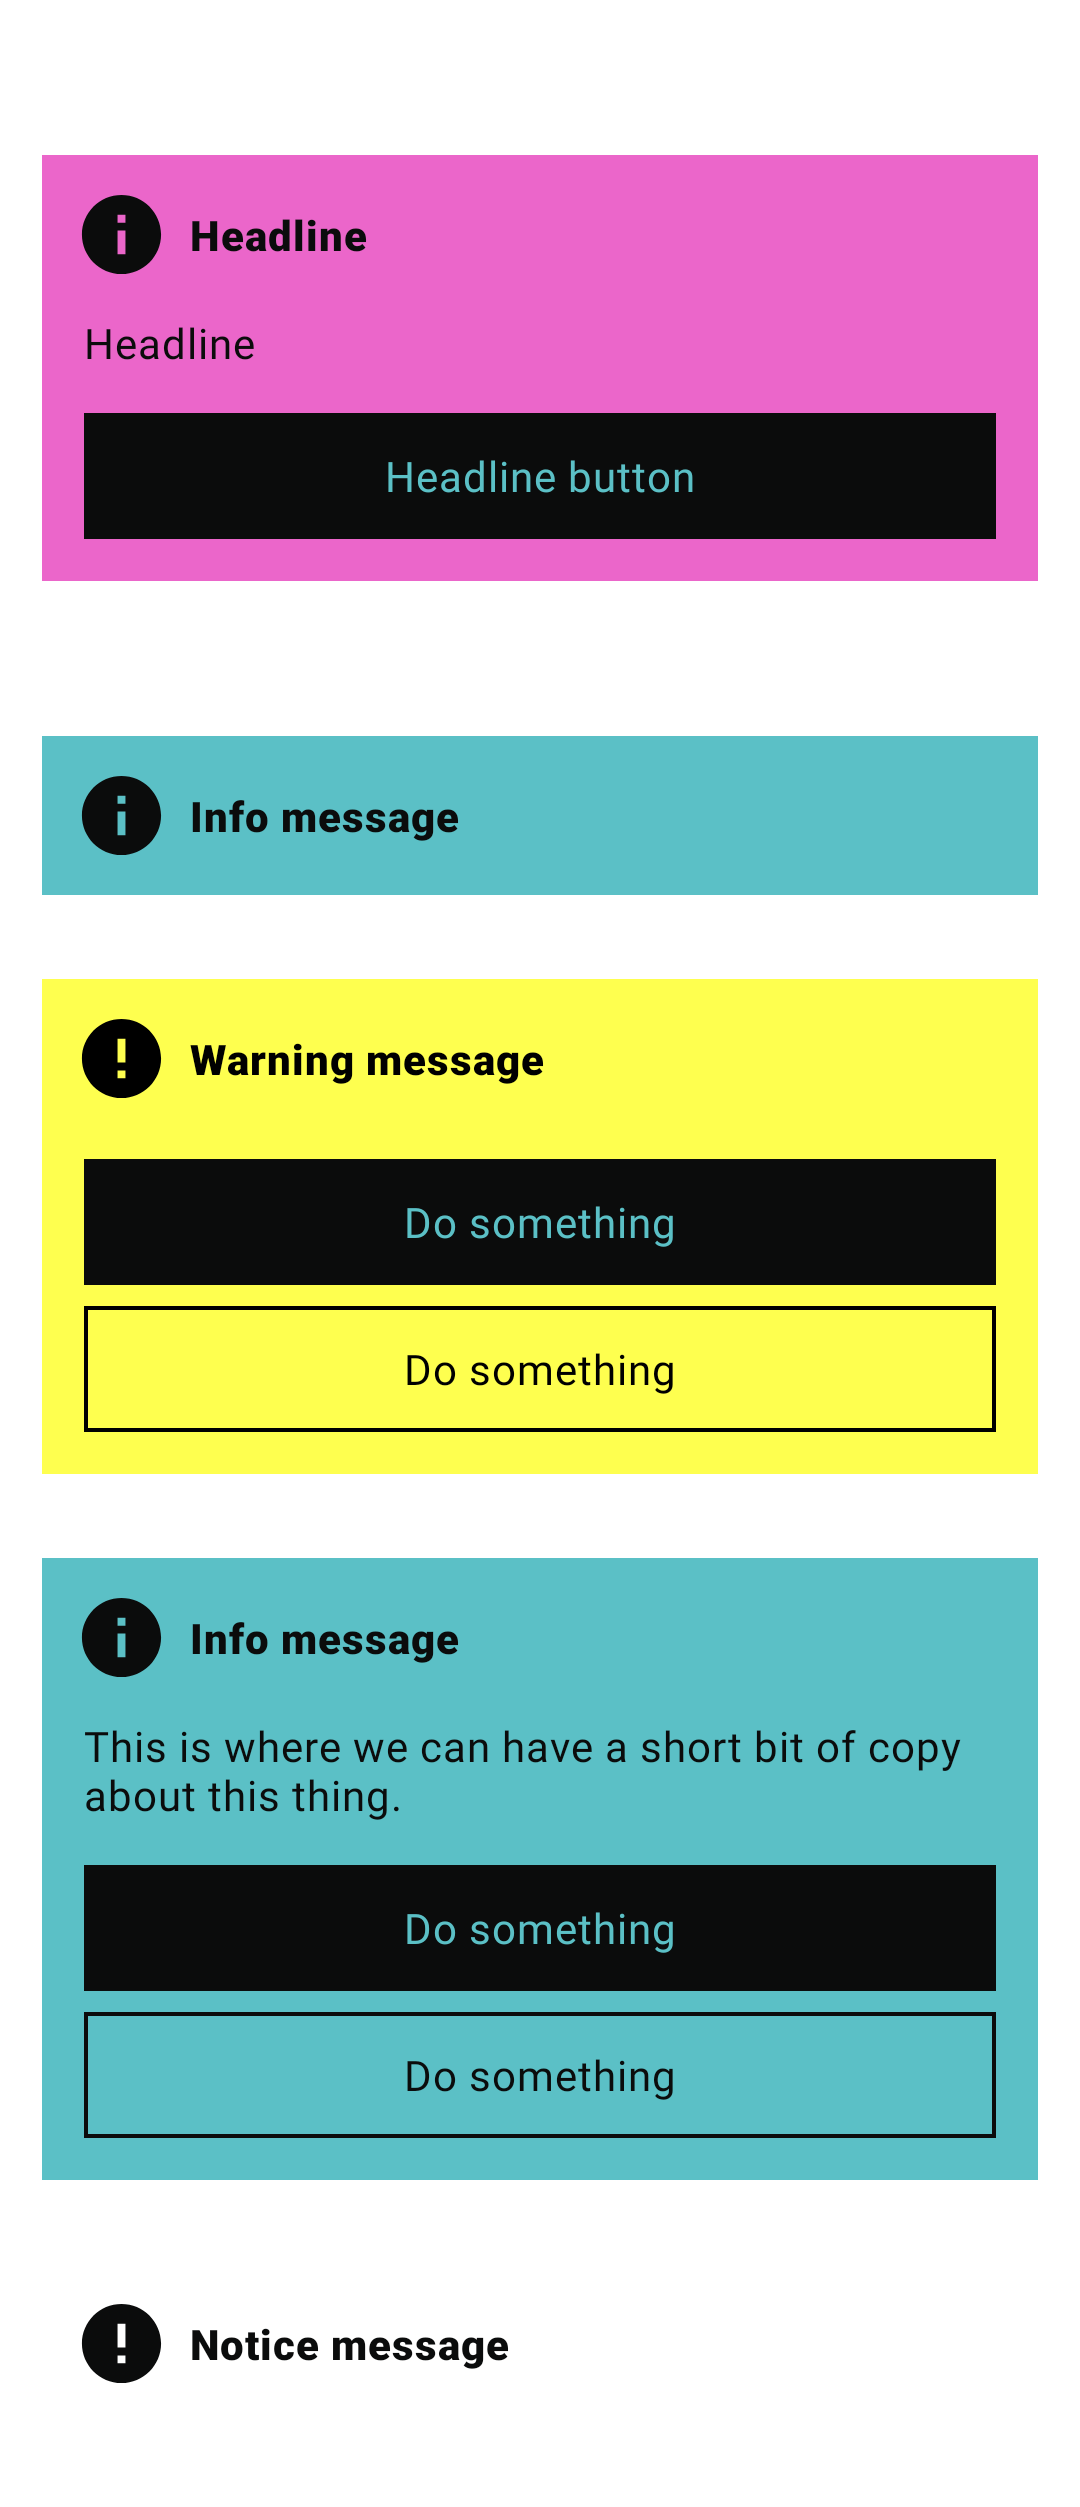 Headline
Headline
Headline button
Info message
Warning message
Do something
Do something
Info message
This is where we can have a short bit of copy
about this thing.
Do something
Do something
Notice message